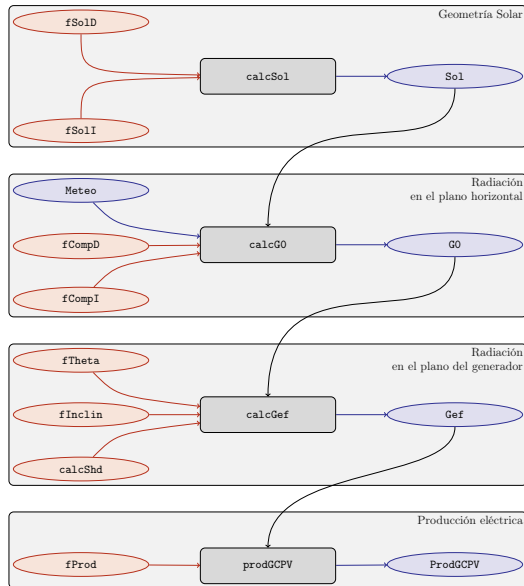 Geometría Solar
fSolD
calcSol
Sol
fSolI
Radiación
en el plano horizontal
Meteo
fCompD
calcG0
G0
fCompI
Radiación
en el plano del generador
fTheta
fInclin
calcGef
Gef
calcShd
Producción eléctrica
fProd
prodGCPV
ProdGCPV